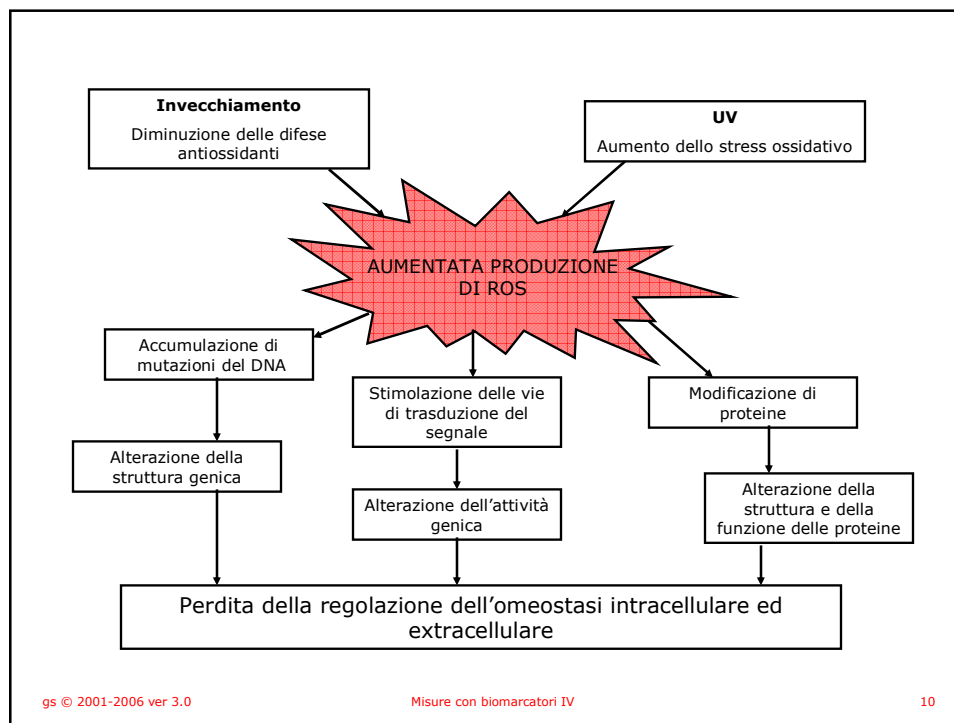 Invecchiamento
Diminuzione delle difese
antiossidanti
UV
Aumento dello stress ossidativo
AUMENTATA PRODUZIONE
DI ROS
Accumulazione di
mutazioni del DNA
Stimolazione delle vie
di trasduzione del
segnale
Modificazione di
proteine
Alterazione della
struttura genica
Alterazione dell’attività
genica
Alterazione della
struttura e della
funzione delle proteine
Perdita della regolazione dell’omeostasi intracellulare ed
extracellulare
gs © 2001-2006 ver 3.0
Misure con biomarcatori IV
10